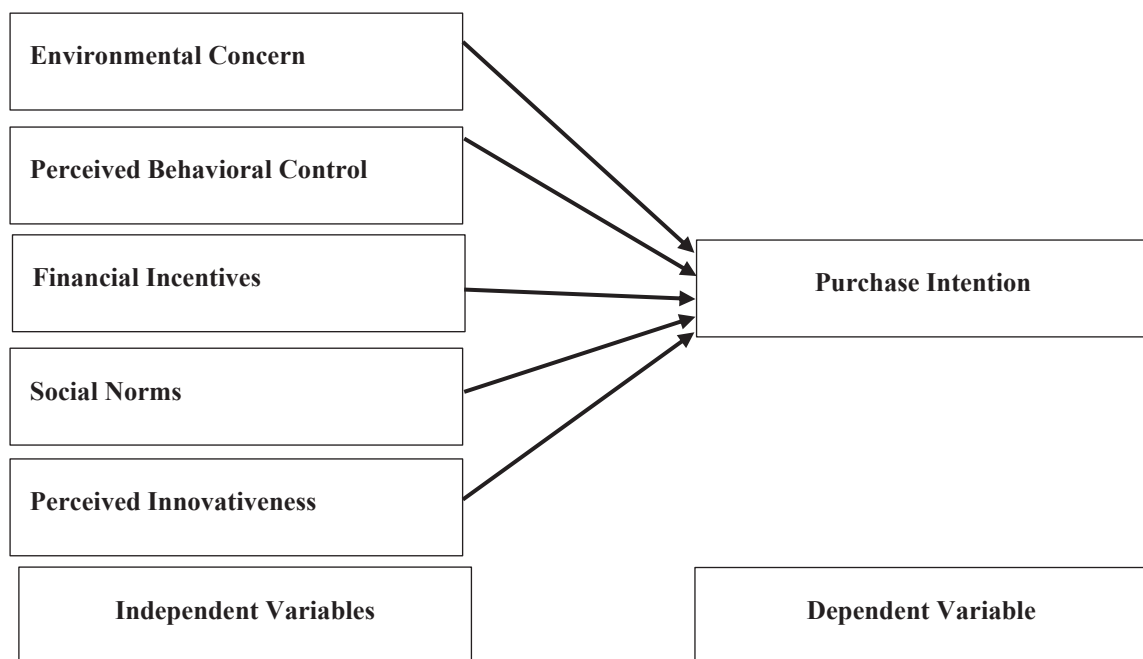 Environmental Concern
Perceived Behavioral Control
Financial Incentives
Purchase Intention
Social Norms
Perceived Innovativeness
Independent Variables
Dependent Variable